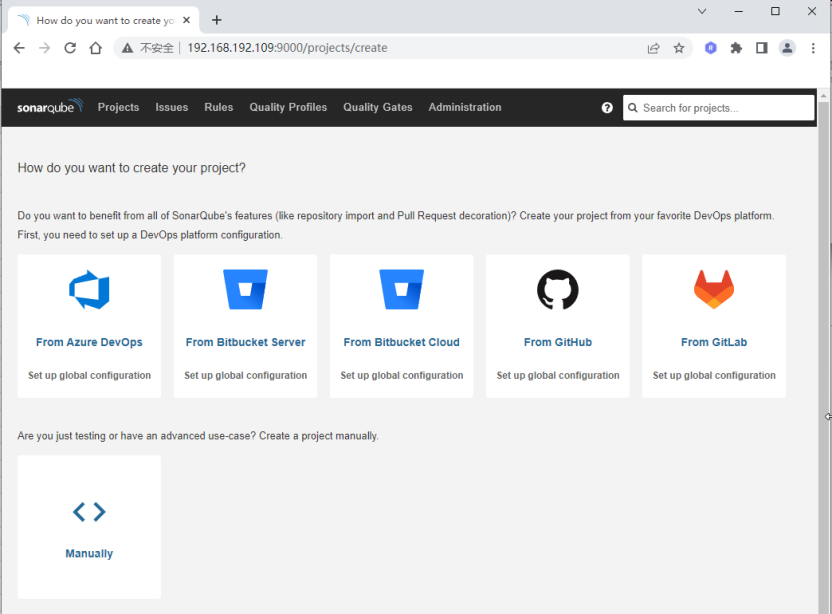 How do you want to create yo
不安全 192.168.192.109:9000/projects/create
sonarqube Projects Issues Rules Quality Profiles Quality Gates Administration ? Search for projects...
How do you want to create your project?
Do you want to benefit from all of SonarQube's features (like repository import and Pull Request decoration)? Create your project from your favorite DevOps platform.
First, you need to set up a DevOps platform configuration.
From Azure DevOps From Bitbucket Server From Bitbucket Cloud From GitHub From GitLab
Set up global configuration Set up global configuration Set up global configuration Set up global configuration Set up global configuration
Are you just testing or have an advanced use-case? Create a project manually.
Manually